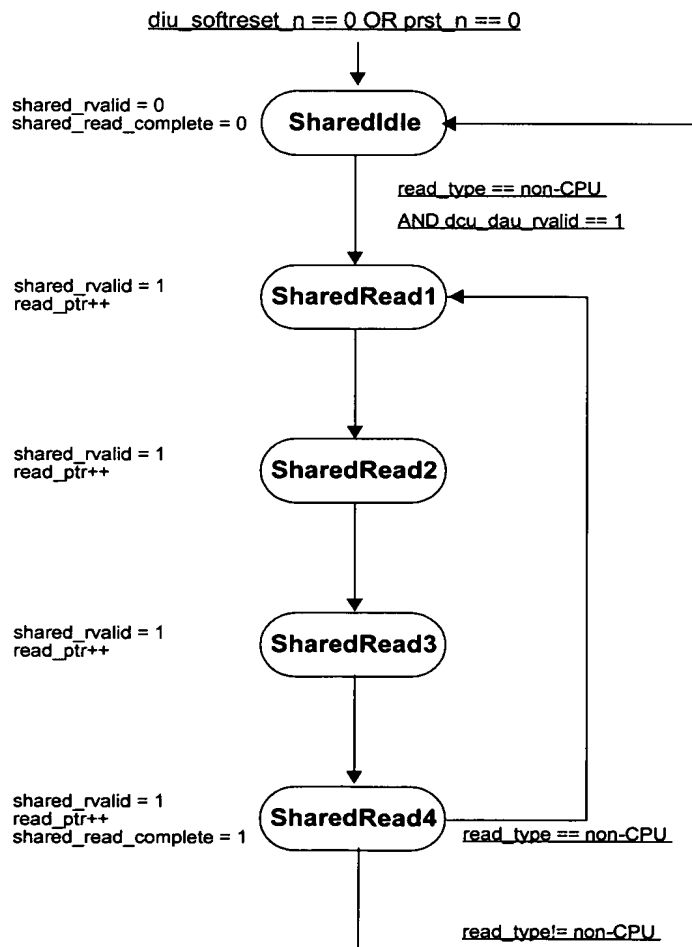 diu_softreset_n == 0 OR prst_n == 0
shared_rvalid = 0
shared_read_complete = 0
SharedIdle
read_type == non-CPU
AND dcu_dau_rvalid == 1
shared_rvalid = 1
read_ptr++
SharedRead1
shared_rvalid = 1
read_ptr++
SharedRead2
shared_rvalid = 1
read_ptr++
SharedRead3
shared_rvalid = 1
read_ptr++
shared_read_complete = 1
SharedRead4
read_type == non-CPU
read_type!= non-CPU